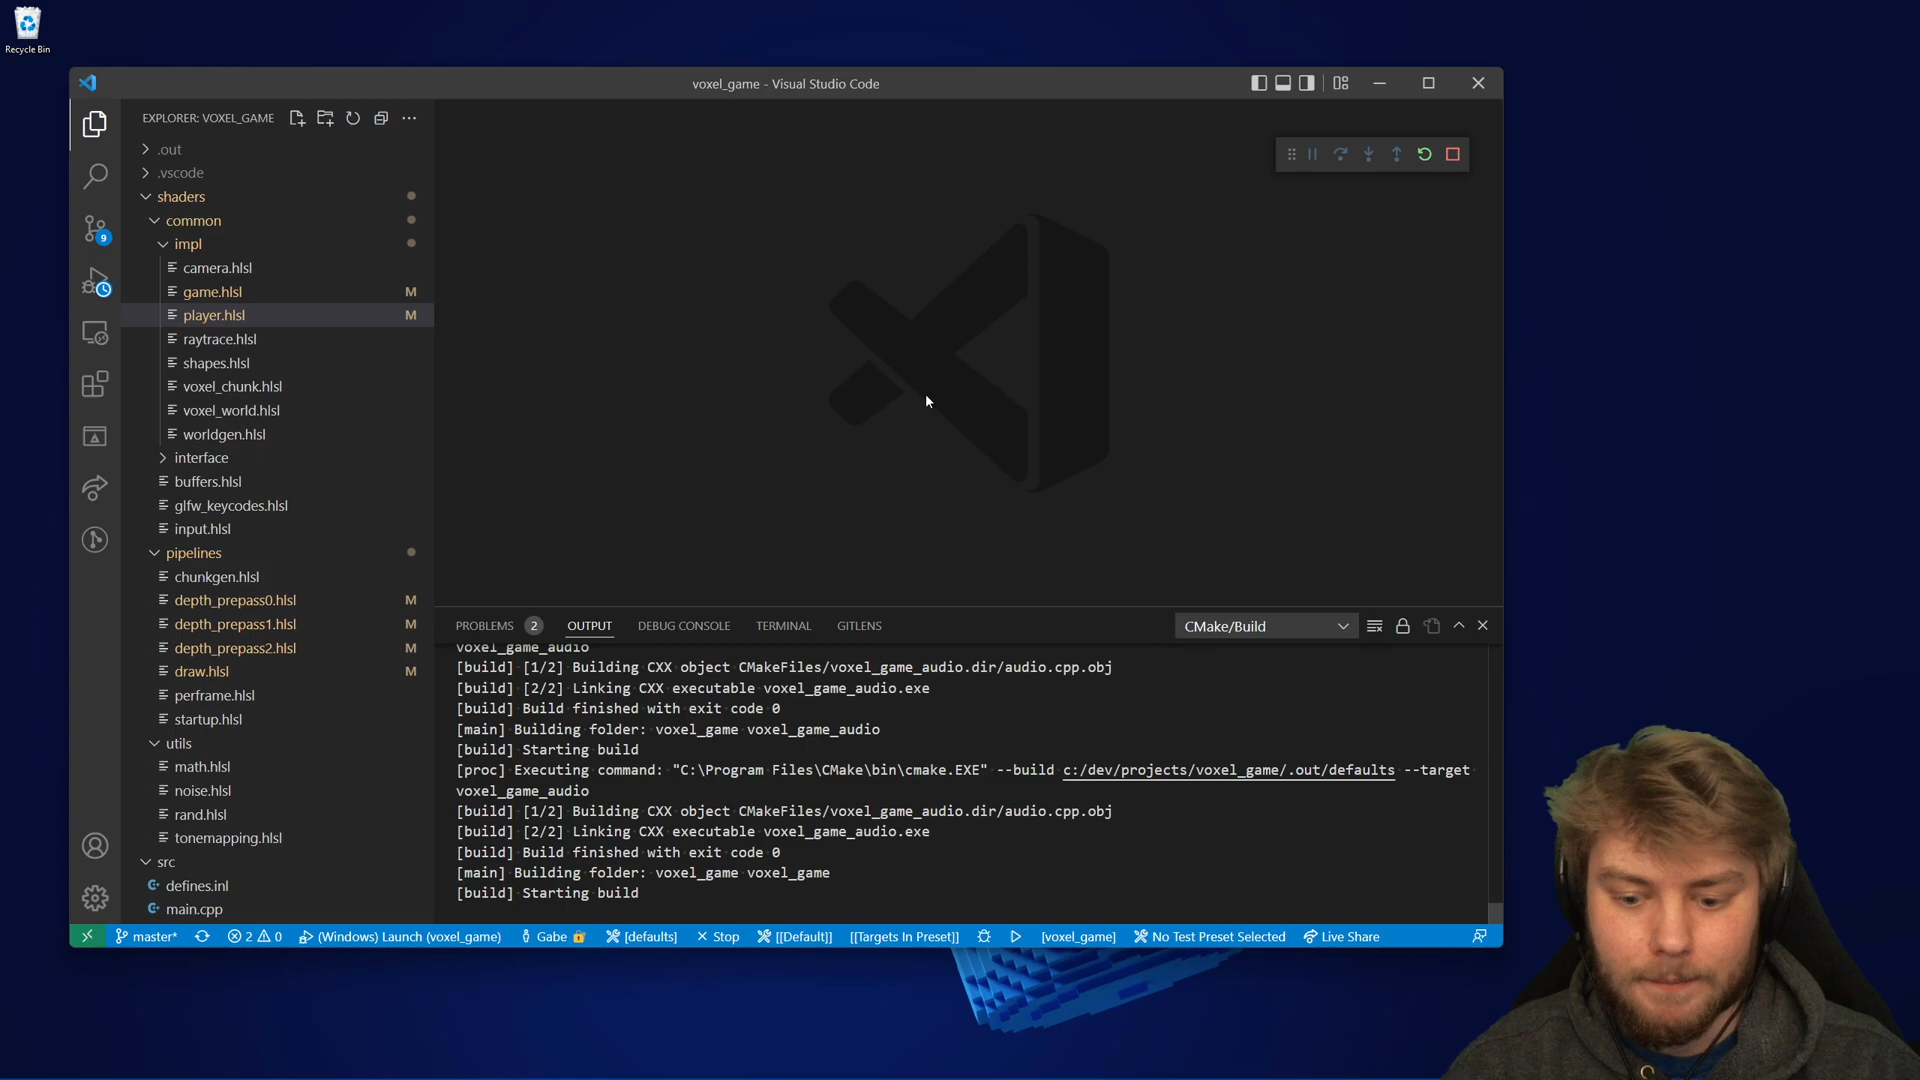 Recycle Bin
voxel_game - Visual Studio Code
EXPLORER: VOXEL_GAME
.out
.vscode
shaders
common
impl
camera.hlsl
game.hlsl M
player.hlsl M
raytrace.hlsl
shapes.hlsl
voxel_chunk.hlsl
voxel_world.hlsl
worldgen.hlsl
interface
buffers.hlsl
glfw_keycodes.hlsl
input.hlsl
pipelines
chunkgen.hlsl
depth_prepass0.hlsl M
depth_prepass1.hlsl M
depth_prepass2.hlsl M
draw.hlsl M
perframe.hlsl
startup.hlsl
utils
math.hlsl
noise.hlsl
rand.hlsl
tonemapping.hlsl
src
defines.inl
main.cpp
9
PROBLEMS 2 OUTPUT DEBUG CONSOLE TERMINAL GITLENS CMake/Build
voxel_game_audio
[build] [1/2] Building CXX object CMakeFiles/voxel_game_audio.dir/audio.cpp.obj
[build] [2/2] Linking CXX executable voxel_game_audio.exe
[build] Build finished with exit code 0
[main] Building folder: voxel_game voxel_game_audio
[build] Starting build
[proc] Executing command: "C:\Program Files\CMake\bin\cmake.EXE" --build c:/dev/projects/voxel_game/.out/defaults --target
voxel_game_audio
[build] [1/2] Building CXX object CMakeFiles/voxel_game_audio.dir/audio.cpp.obj
[build] [2/2] Linking CXX executable voxel_game_audio.exe
[build] Build finished with exit code 0
[main] Building folder: voxel_game voxel_game
[build] Starting build
master* 2 0 (Windows) Launch (voxel_game) Gabe [defaults] Stop [[Default]] [[Targets In Preset]] [voxel_game] No Test Preset Selected Live Share